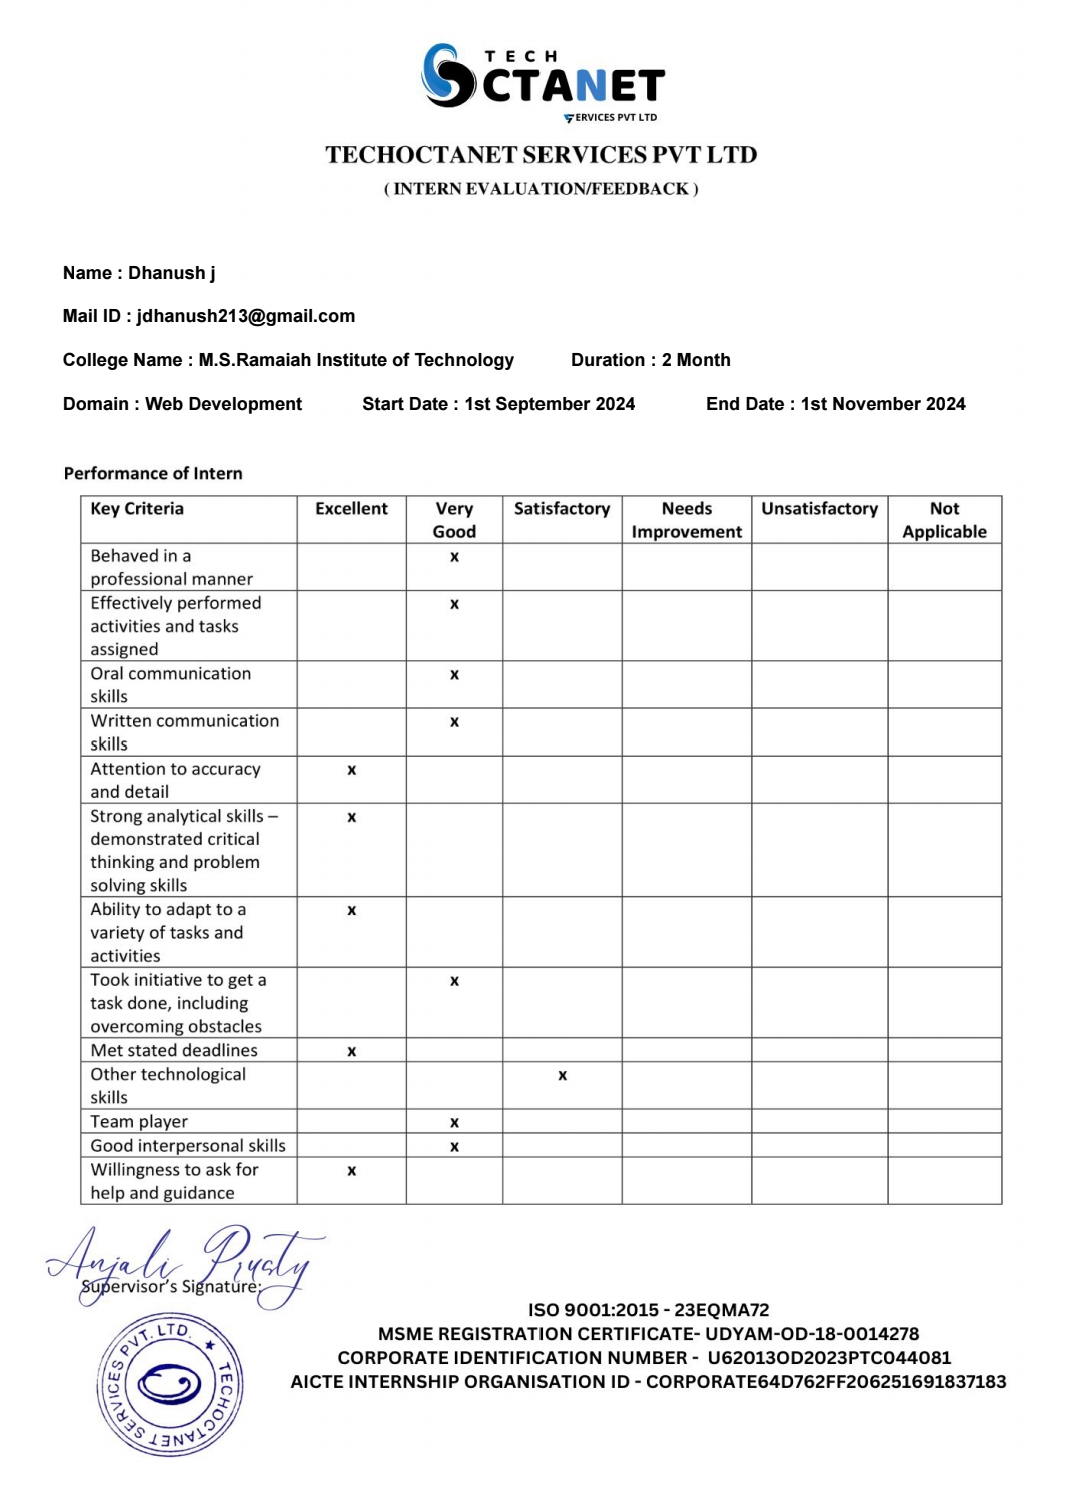 TECH
OCTANET
SERVICES PVT LTD
TECHOCTANET SERVICES PVT LTD
( INTERN EVALUATION/FEEDBACK )
Name : Dhanush j
Mail ID : jdhanush213@gmail.com
College Name : M.S.Ramaiah Institute of Technology Duration : 2 Month
Domain : Web Development Start Date : 1st September 2024 End Date : 1st November 2024
Performance of Intern
Key Criteria Excellent Very Satisfactory Needs Unsatisfactory Not
Good Improvement Applicable
Behaved in a x
professional manner
Effectively performed x
activities and tasks
assigned
Oral communication x
skills
Written communication x
skills
Attention to accuracy x
and detail
Strong analytical skills – x
demonstrated critical
thinking and problem
solving skills
Ability to adapt to a x
variety of tasks and
activities
Took initiative to get a x
task done, including
overcoming obstacles
Met stated deadlines x
Other technological x
skills
Team player x
Good interpersonal skills x
Willingness to ask for x
help and guidance
Anjali Prusty
Supervisor's Signature:
TECHOCTANET SERVICES PVT. LTD.
ISO 9001:2015 - 23EQMA72
MSME REGISTRATION CERTIFICATE- UDYAM-OD-18-0014278
CORPORATE IDENTIFICATION NUMBER - U62013OD2023PTC044081
AICTE INTERNSHIP ORGANISATION ID - CORPORATE64D762FF206251691837183